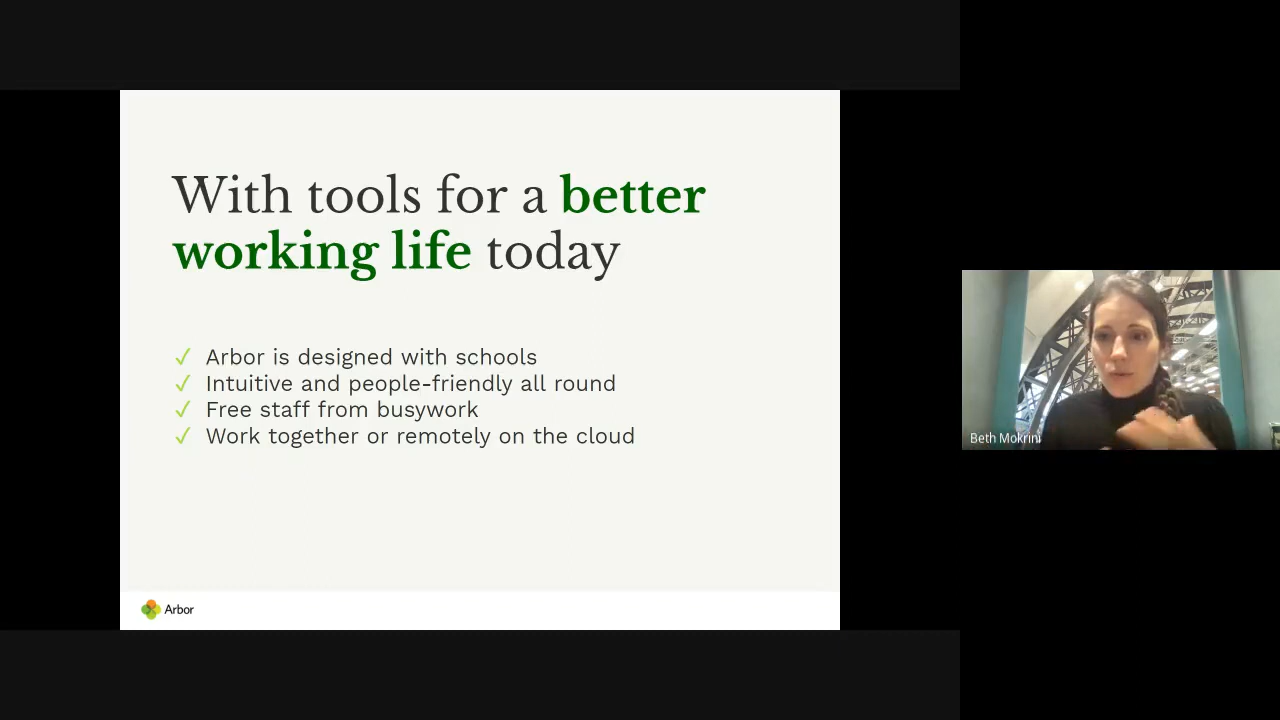 With tools for a better
working life today
✓ Arbor is designed with schools
✓ Intuitive and people-friendly all round
✓ Free staff from busywork
✓ Work together or remotely on the cloud
Arbor
Beth Mokrini